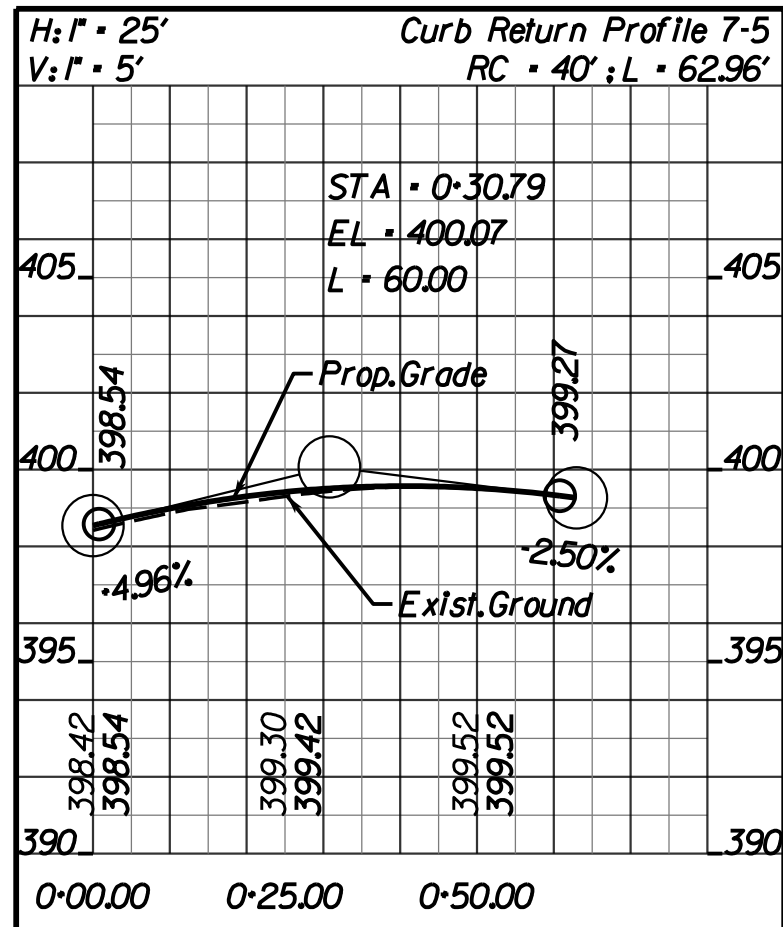 H: 1" = 25' Curb Return Profile 7-5
V: 1" = 5' RC = 40' ; L = 62.96'
STA = 0+30.79
EL = 400.07
L = 60.00
405 405
398.54
399.27
Prop. Grade
400 400
+4.96%
-2.50%
Exist. Ground
395 395
398.42
398.54
399.30
399.42
399.52
399.52
390 390
0+00.00 0+25.00 0+50.00